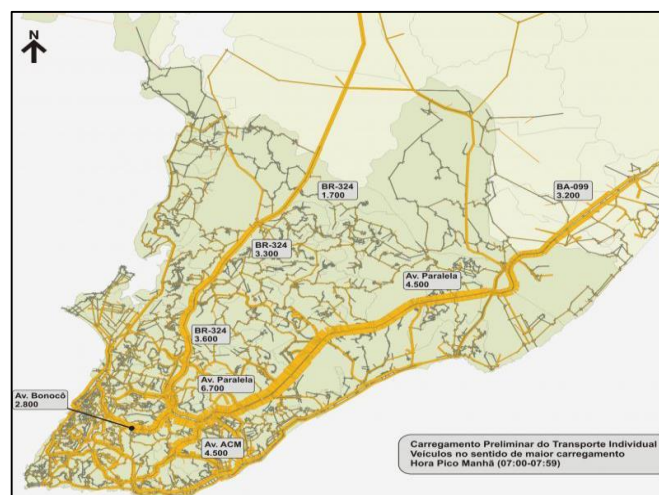 N
BR-324
1.700
BA-099
3.200
BR-324
3.300
Av. Paralela
4.500
BR-324
3.600
Av. Paralela
6.700
Av. Bonocô
2.800
Av. ACM
4.500
Carregamento Preliminar do Transporte Individual
Veículos no sentido de maior carregamento
Hora Pico Manhã (07:00-07:59)